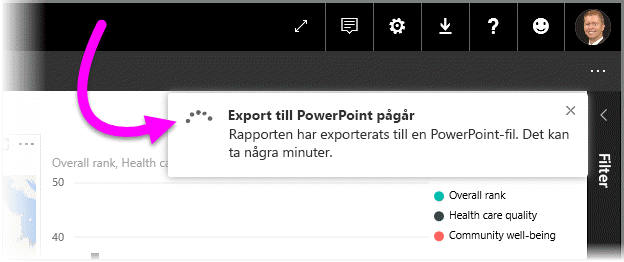 Export till PowerPoint pågår
Rapporten har exporterats till en PowerPoint-fil. Det kan
ta några minuter.
Filter
Overall rank, Health ca
50
40
Overall rank
Health care quality
Community well-being